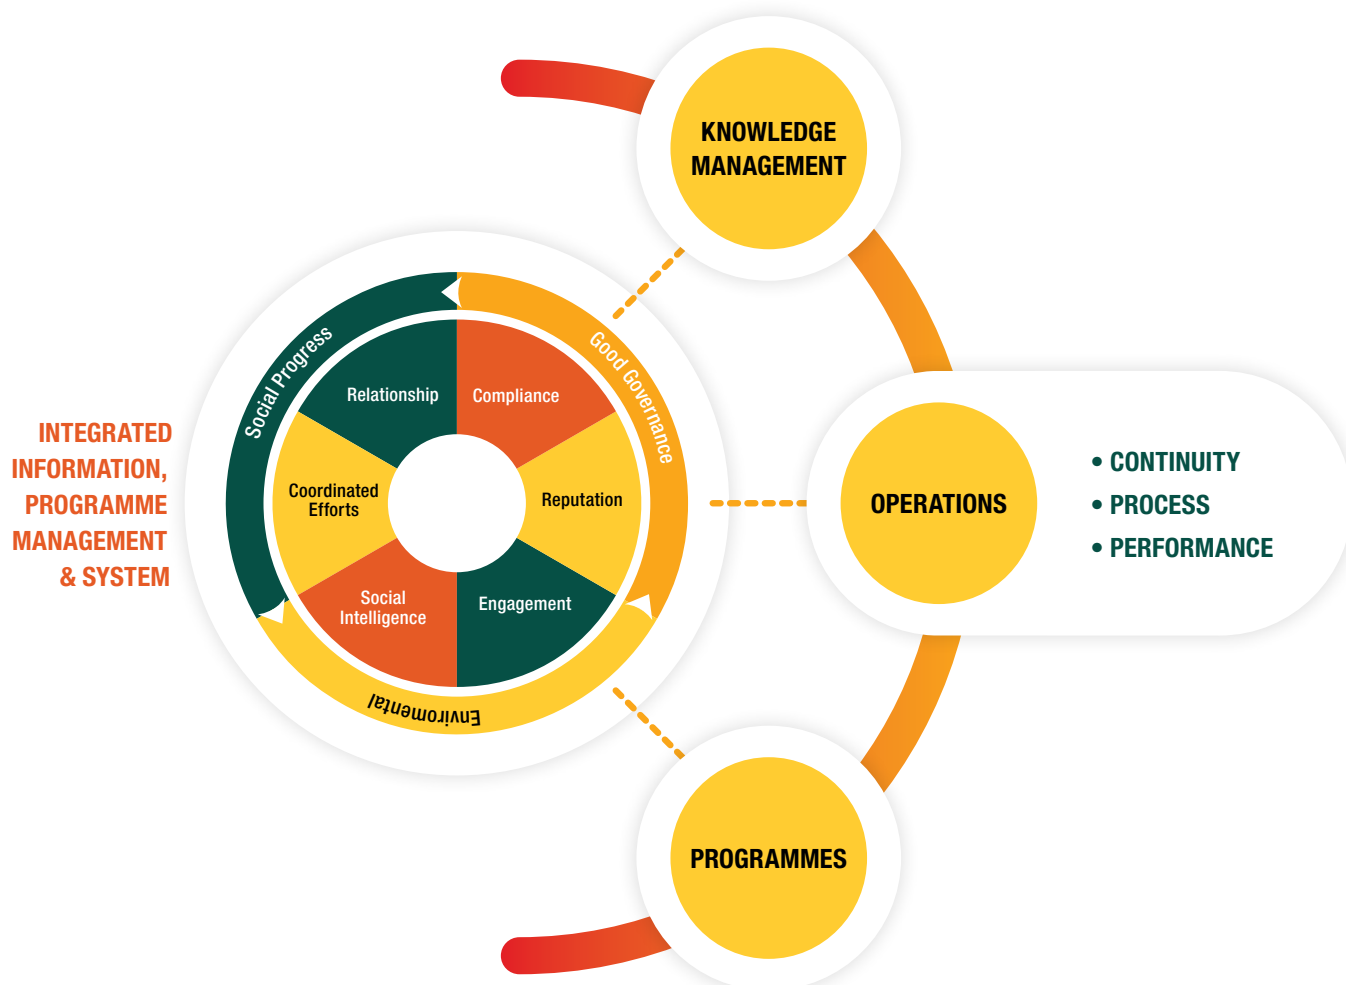 KNOWLEDGE
MANAGEMENT
Social Progress
Good Governance
Relationship
Compliance
INTEGRATED
INFORMATION,
PROGRAMME
MANAGEMENT
& SYSTEM
Coordinated
Efforts
Reputation
OPERATIONS
• CONTINUITY
• PROCESS
• PERFORMANCE
Social
Intelligence
Engagement
Enviromental
PROGRAMMES